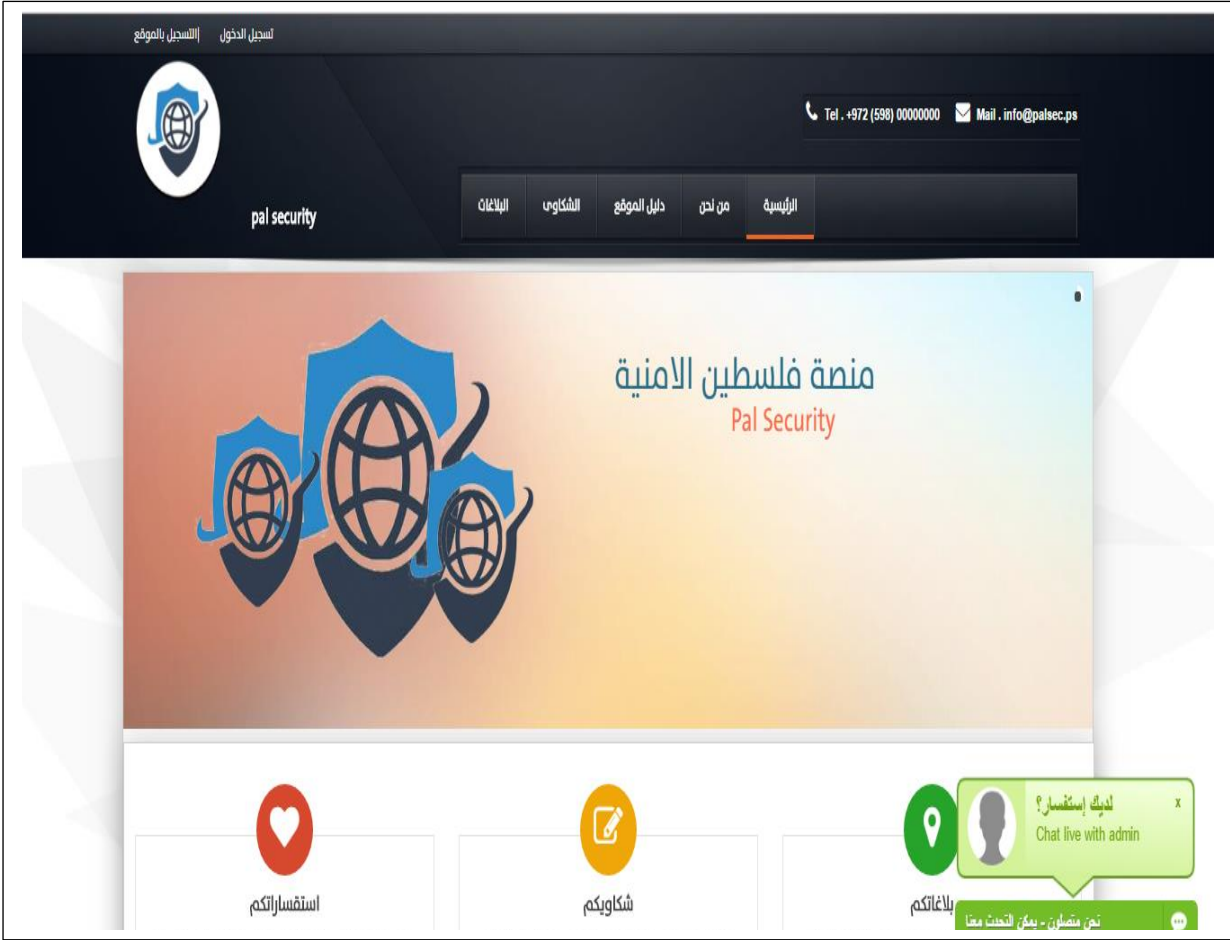 تسجيل الدخول |التسجيل بالموقع
Tel . +972 (598) 00000000 Mail . info@palsec.ps
pal security
الرئيسية من نحن دليل الموقع الشكاوى البلاغات
منصة فلسطين الامنية
Pal Security
لديك إستفسار؟ x
Chat live with admin
بلاغاتكم شكاويكم استفساراتكم
نحن متصلون - يمكن التحدث معنا